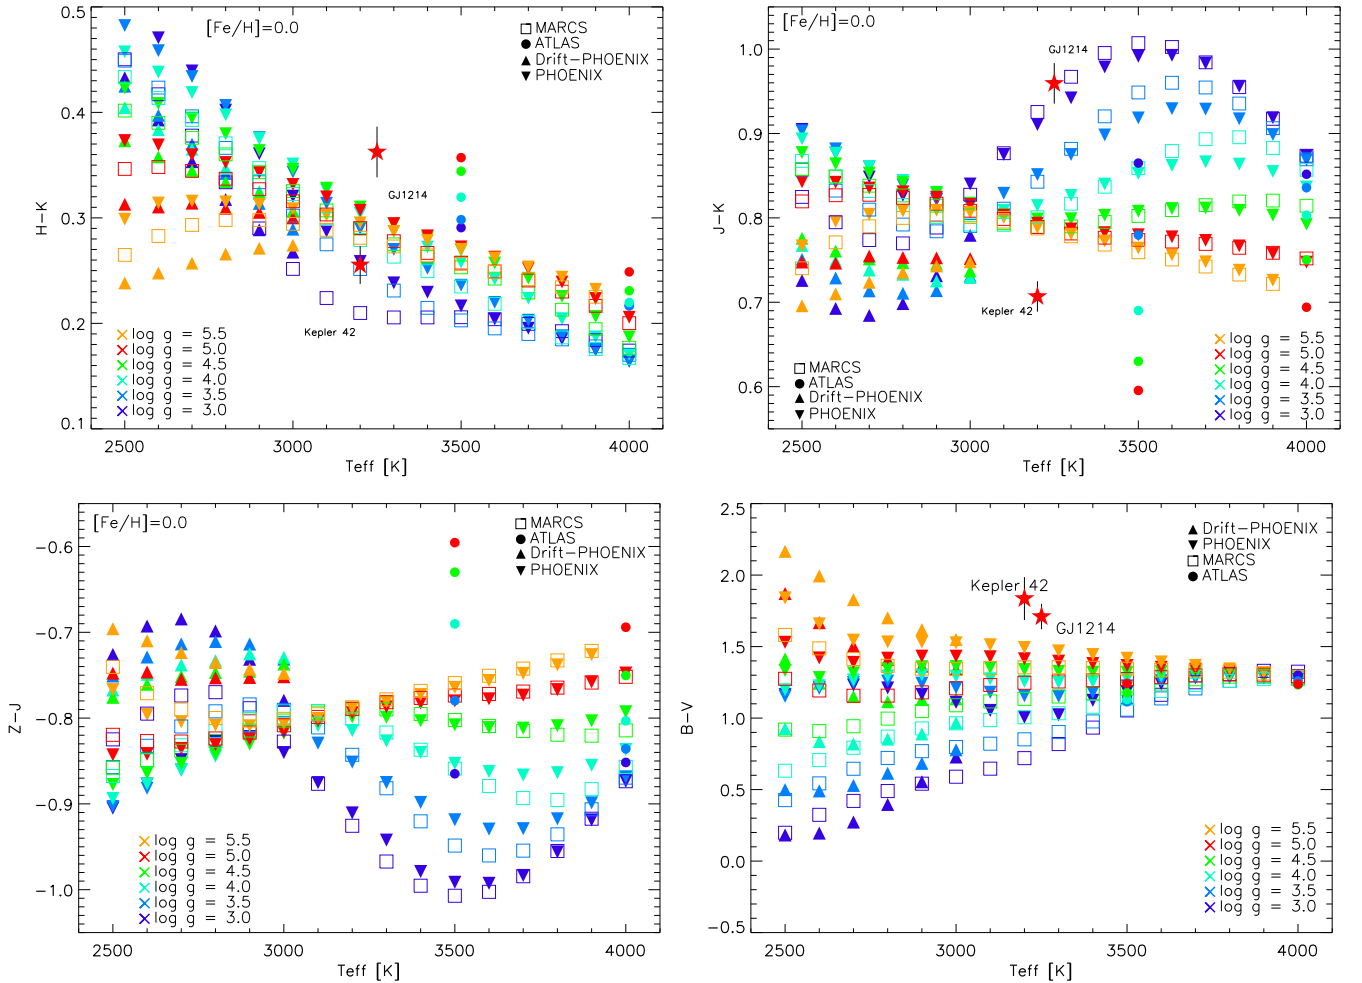 [Fe/H]=0.0
MARCS
ATLAS
Drift−PHOENIX
PHOENIX
GJ1214
Kepler 42
log g = 5.5
log g = 5.0
log g = 4.5
log g = 4.0
log g = 3.5
log g = 3.0
0.5
0.4
0.3
0.2
0.1
H−K
2500 3000 3500 4000
Teff [K]
[Fe/H]=0.0
GJ1214
Kepler 42
MARCS
ATLAS
Drift−PHOENIX
PHOENIX
log g = 5.5
log g = 5.0
log g = 4.5
log g = 4.0
log g = 3.5
log g = 3.0
1.0
0.9
0.8
0.7
0.6
J−K
2500 3000 3500 4000
Teff [K]
[Fe/H]=0.0
MARCS
ATLAS
Drift−PHOENIX
PHOENIX
log g = 5.5
log g = 5.0
log g = 4.5
log g = 4.0
log g = 3.5
log g = 3.0
−0.6
−0.7
−0.8
−0.9
−1.0
Z−J
2500 3000 3500 4000
Teff [K]
Drift−PHOENIX
PHOENIX
MARCS
ATLAS
Kepler 42
GJ1214
log g = 5.5
log g = 5.0
log g = 4.5
log g = 4.0
log g = 3.5
log g = 3.0
2.5
2.0
1.5
1.0
0.5
0.0
−0.5
B−V
2500 3000 3500 4000
Teff [K]